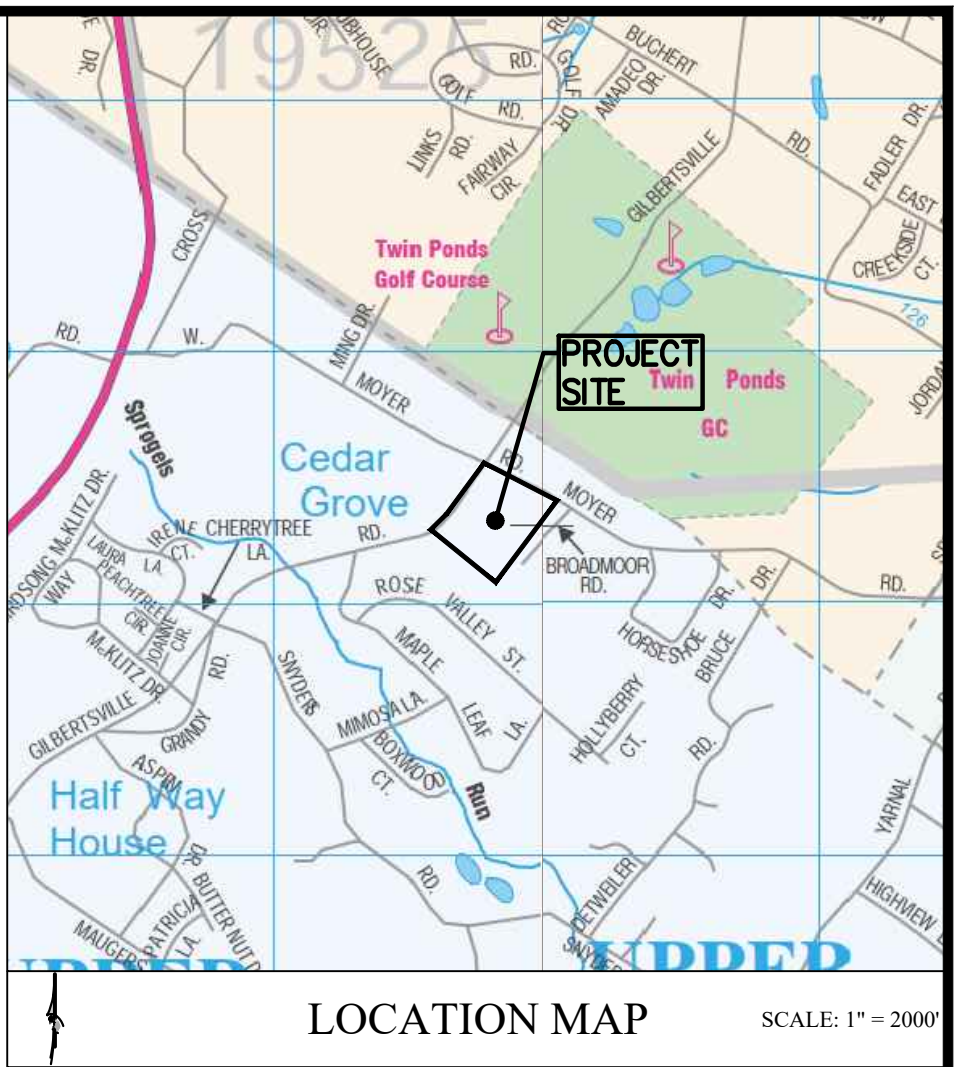 19525
DR.
CIR.
RD.
GOLF
RD.
LINKS
RD.
FAIRWAY
CIR.
GOLF DR.
AMADEO
DR.
BUCHERT
RD.
FADLER DR.
EAST
CREEKSIDE
CT.
126
GILBERTSVILLE
CROSS
Twin Ponds
Golf Course
RD.
W.
MING DR.
MOYER
RD.
PROJECT
SITE
Twin Ponds
GC
Sprogels
Cedar
Grove
McKLITZ DR.
LAURA
LA.
IRENE
CT.
CHERRYTREE
LA.
RD.
MOYER
BROADMOOR
RD.
WAY
PEACHTREE
CIR.
JOANNE
CIR.
McKLITZ DR.
ROSE
VALLEY
ST.
HORSESHOE
DR.
BRUCE
DR.
RD.
RD.
MAPLE
LEAF
LA.
SNYDERS
MIMOSA LA.
BOXWOOD
CT.
HOLLYBERRY
CT.
RD.
GILBERTSVILLE
GRANDY
ASPIN
DR.
Half Way
House
Run
YARNAL
RD.
BUTTERNUT
PATRICIA
LA.
DETWEILER
HIGHVIEW
LOCATION MAP
SCALE: 1" = 2000'